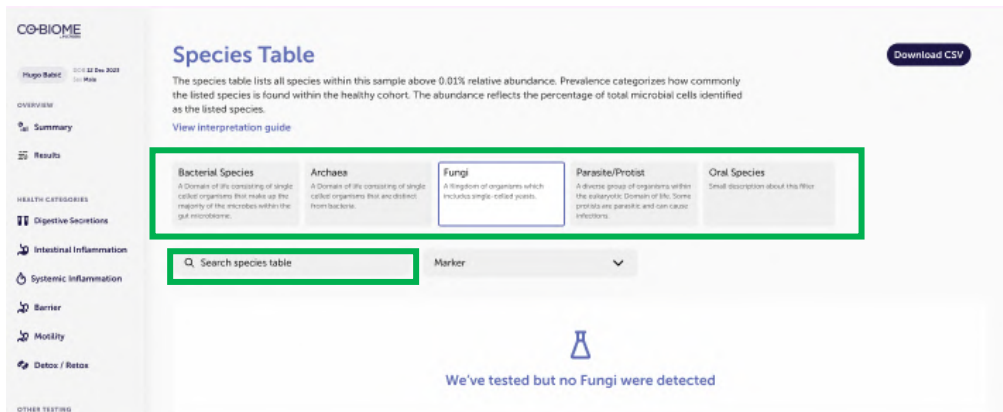 CO-BIOME
Hugo Babić
DOB 12 Dec 2023
Sex Male
OVERVIEW
Summary
Results
HEALTH CATEGORIES
Digestive Secretions
Intestinal Inflammation
Systemic Inflammation
Barrier
Motility
Detox / Retox
OTHER TESTING
Species Table
Download CSV
The species table lists all species within this sample above 0.01% relative abundance. Prevalence categorizes how commonly
the listed species is found within the healthy cohort. The abundance reflects the percentage of total microbial cells identified
as the listed species.
View interpretation guide
Bacterial Species
A Domain of life consisting of single
celled organisms that make up the
majority of the microbes within the
gut microbiome.
Archaea
A Domain of life consisting of single
celled organisms that are distinct
from bacteria.
Fungi
A Kingdom of organisms which
includes single-celled yeasts.
Parasite/Protist
A diverse group of organisms within
the eukaryotic Domain of life. Some
protists are parasitic and can cause
infections.
Oral Species
Small description about this filter
Search species table
Marker
We've tested but no Fungi were detected